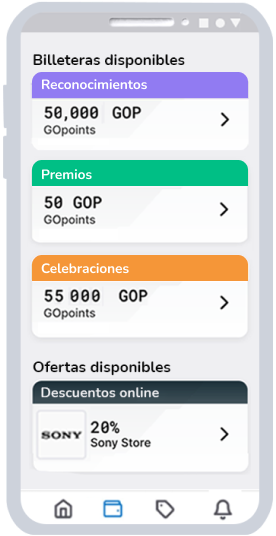 Billeteras disponibles
Reconocimientos
50,000 GOP
GOpoints
Premios
50 GOP
GOpoints
Celebraciones
55 000 GOP
GOpoints
Ofertas disponibles
Descuentos online
SONY
20%
Sony Store